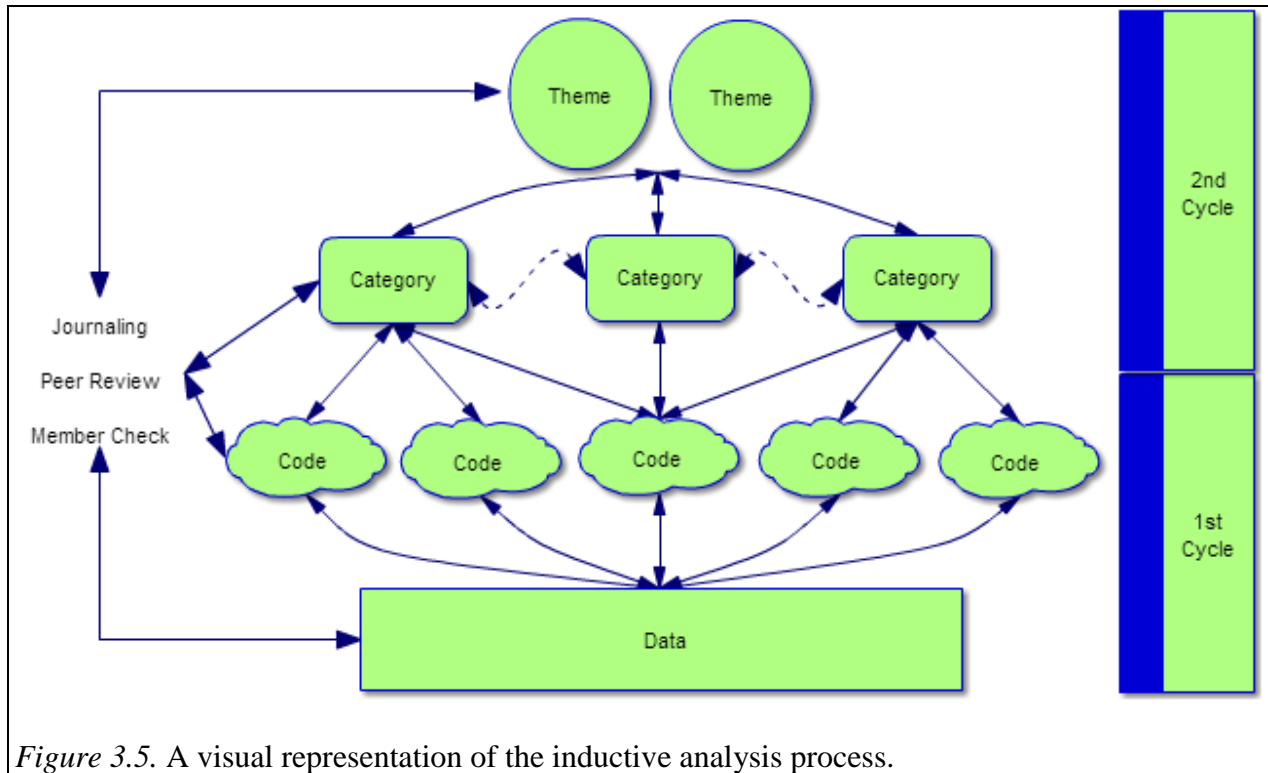 Theme
Theme
2nd
Cycle
Category
Category
Category
Journaling
Peer Review
Member Check
Code
Code
Code
Code
Code
1st
Cycle
Data
Figure 3.5. A visual representation of the inductive analysis process.